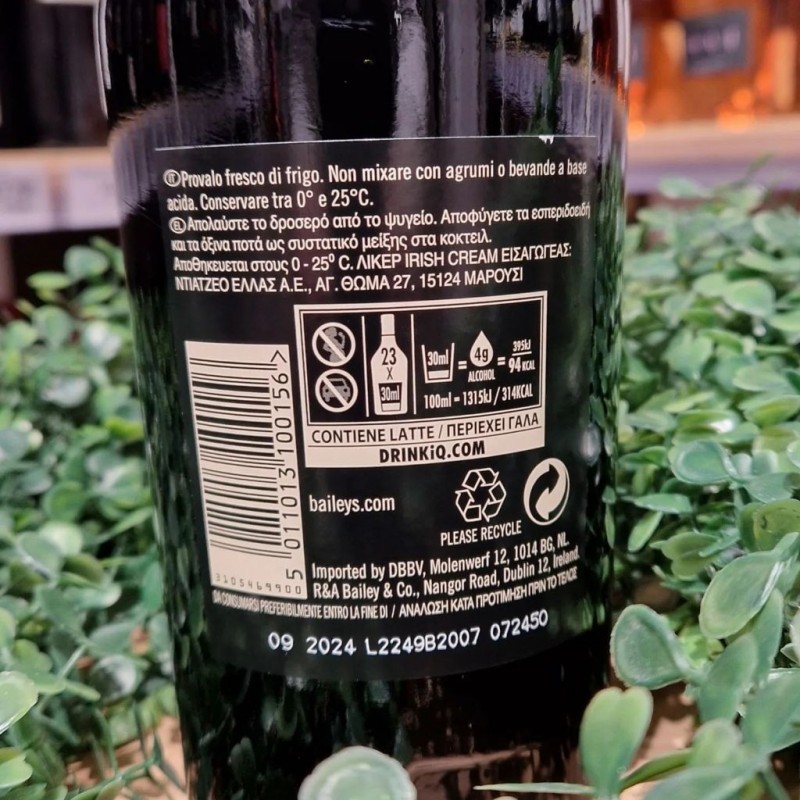 ⒾⓉ Provalo fresco di frigo. Non mixare con agrumi o bevande a base
acida. Conservare tra 0° e 25°C.
ⒺⓁ Απολαύστε το δροσερό από το ψυγείο. Αποφύγετε τα εσπεριδοειδή
και τα όξινα ποτά ως συστατικό μείξης στα κοκτειλ.
Αποθηκευεται στους 0 - 25° C. ΛΙΚΕΡ IRISH CREAM ΕΙΣΑΓΩΓΕΑΣ:
ΝΤΙΑΤΖΕΟ ΕΛΛΑΣ Α.Ε., ΑΓ. ΘΩΜΑ 27, 15124 ΜΑΡΟΥΣΙ
23 X 30ml
30ml = 4g ALCOHOL = 395kJ 94KCAL
100ml = 1315kJ / 314KCAL
CONTIENE LATTE / ΠΕΡΙΕΧΕΙ ΓΑΛΑ
DRINKiQ.COM
5 011013 100156 >
3105469900
baileys.com
PLEASE RECYCLE
Imported by DBBV, Molenwerf 12, 1014 BG, NL.
R&A Bailey & Co., Nangor Road, Dublin 12, Ireland.
DA CONSUMARSI PREFERIBILMENTE ENTRO LA FINE DI / ΑΝΑΛΩΣΗ ΚΑΤΑ ΠΡΟΤΙΜΗΣΗ ΠΡΙΝ ΤΟ ΤΕΛΟΣ
09 2024 L2249B2007 072450